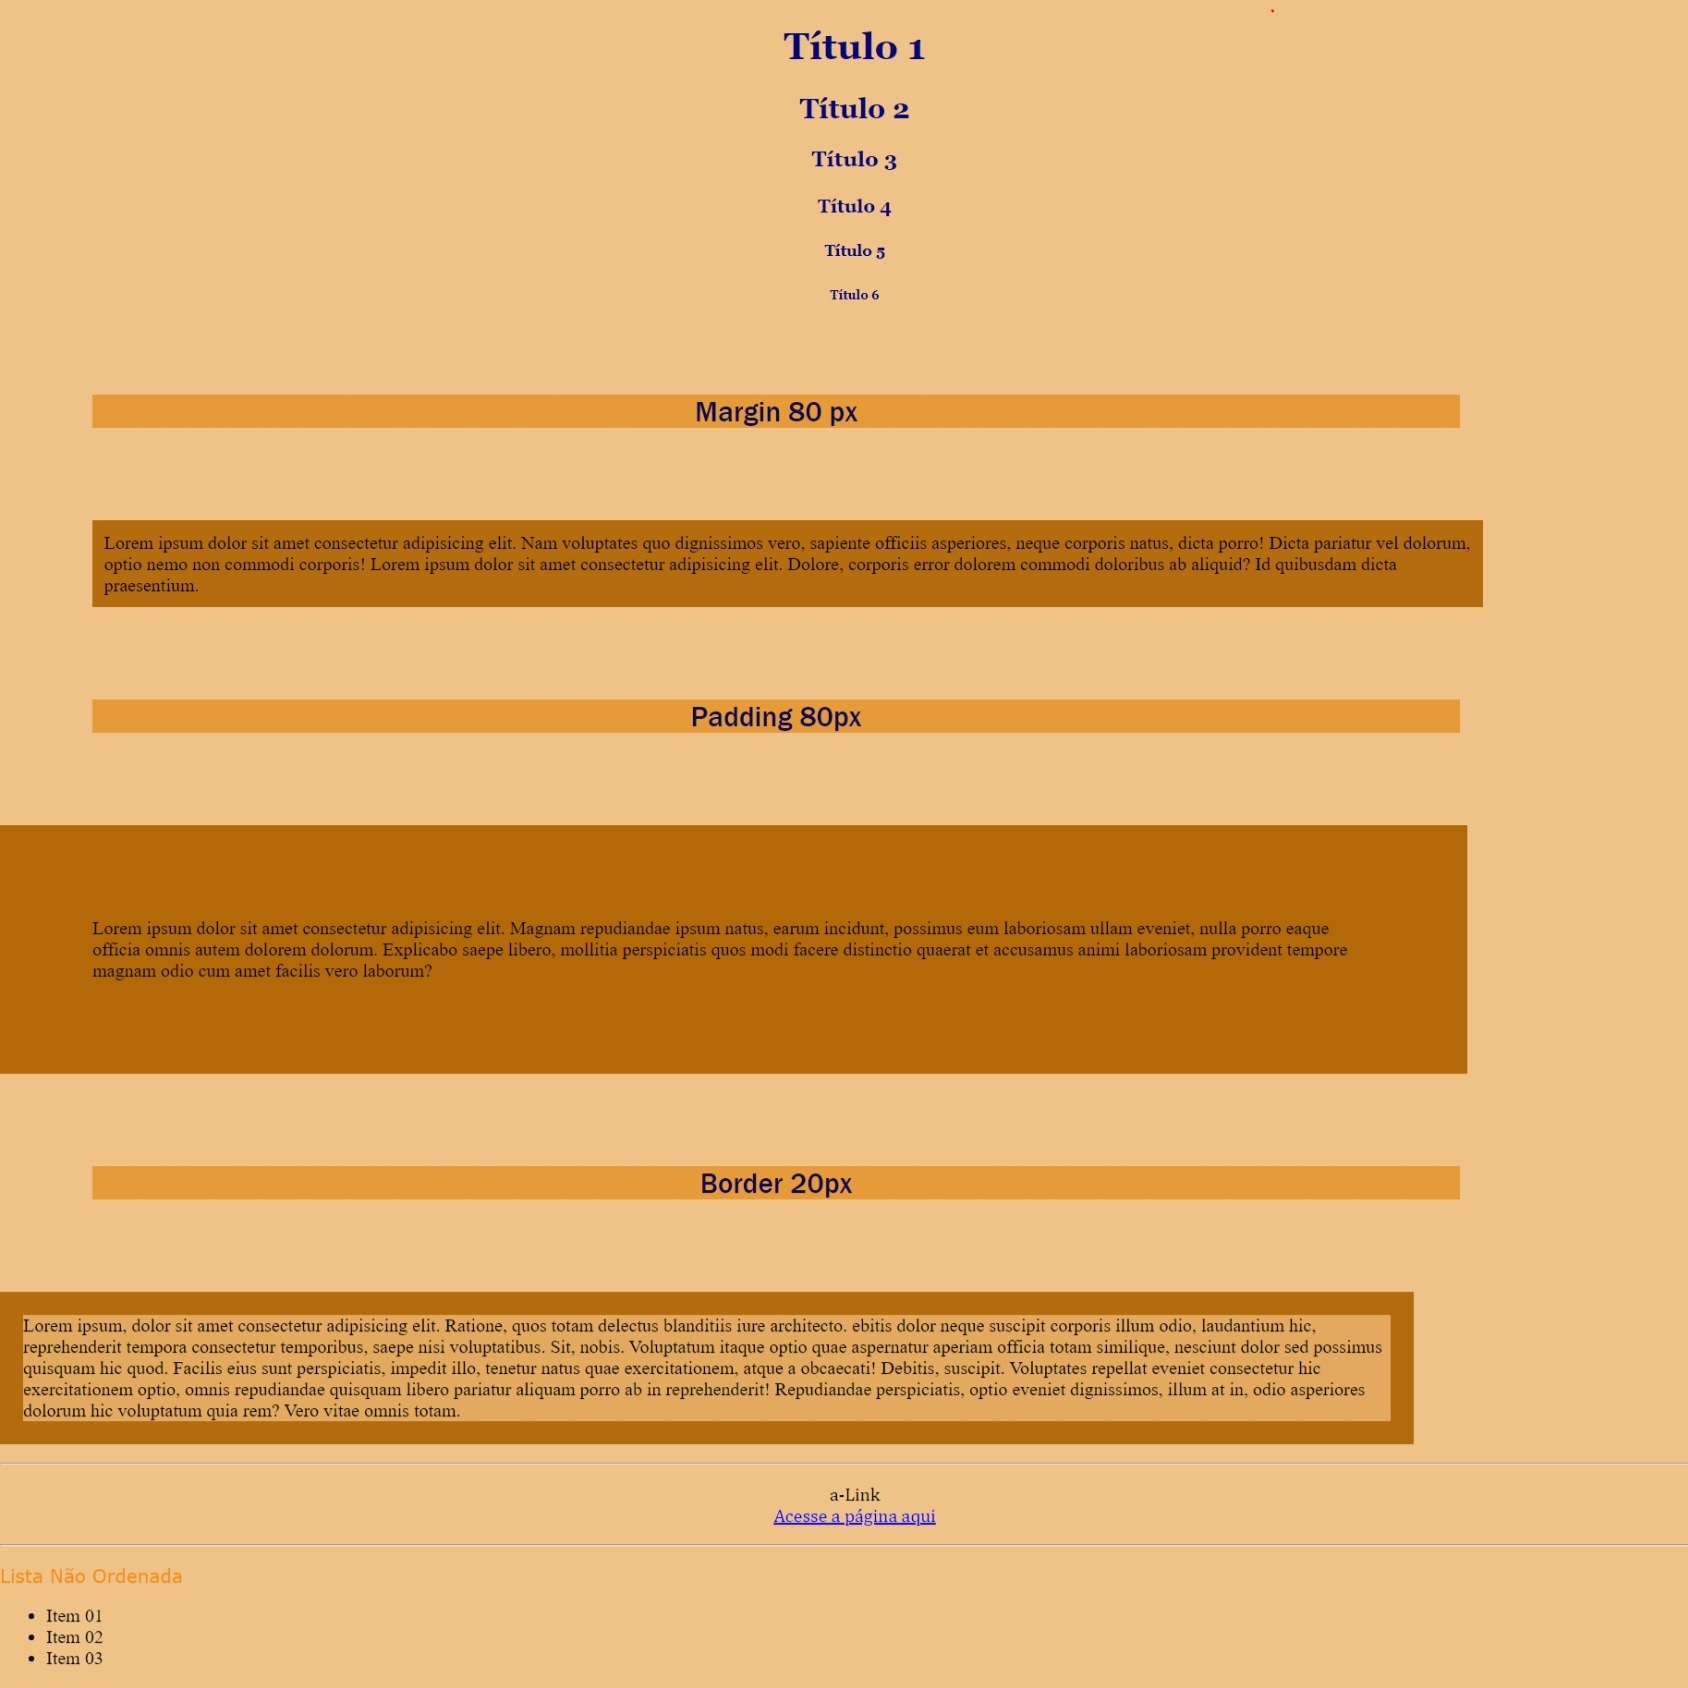 Título 1
Título 2
Título 3
Título 4
Título 5
Título 6
Margin 80 px
Lorem ipsum dolor sit amet consectetur adipisicing elit. Nam voluptates quo dignissimos vero, sapiente officiis asperiores, neque corporis natus, dicta porro! Dicta pariatur vel dolorum,
optio nemo non commodi corporis! Lorem ipsum dolor sit amet consectetur adipisicing elit. Dolore, corporis error dolorem commodi doloribus ab aliquid? Id quibusdam dicta
praesentium.
Padding 80px
Lorem ipsum dolor sit amet consectetur adipisicing elit. Magnam repudiandae ipsum natus, earum incidunt, possimus eum laboriosam ullam eveniet, nulla porro eaque
officia omnis autem dolorem dolorum. Explicabo saepe libero, mollitia perspiciatis quos modi facere distinctio quaerat et accusamus animi laboriosam provident tempore
magnam odio cum amet facilis vero laborum?
Border 20px
Lorem ipsum, dolor sit amet consectetur adipisicing elit. Ratione, quos totam delectus blanditiis iure architecto. ebitis dolor neque suscipit corporis illum odio, laudantium hic,
reprehenderit tempora consectetur temporibus, saepe nisi voluptatibus. Sit, nobis. Voluptatum itaque optio quae aspernatur aperiam officia totam similique, nesciunt dolor sed possimus
quisquam hic quod. Facilis eius sunt perspiciatis, impedit illo, tenetur natus quae exercitationem, atque a obcaecati! Debitis, suscipit. Voluptates repellat eveniet consectetur hic
exercitationem optio, omnis repudiandae quisquam libero pariatur aliquam porro ab in reprehenderit! Repudiandae perspiciatis, optio eveniet dignissimos, illum at in, odio asperiores
dolorum hic voluptatum quia rem? Vero vitae omnis totam.
a-Link
Acesse a página aqui
Lista Não Ordenada
• Item 01
• Item 02
• Item 03